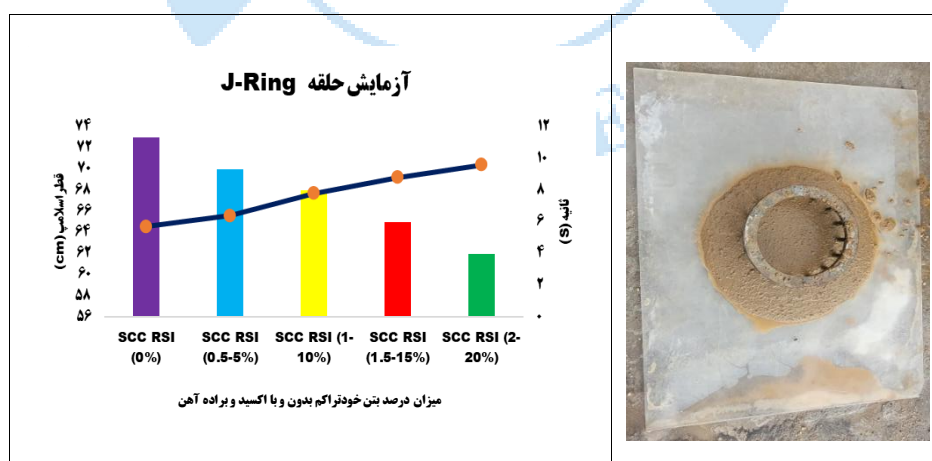 آزمایش حلقه J-Ring
۷۴
۷۲
۷۰
۶۸
۶۶
۶۴
۶۲
۶۰
۵۸
۵۶
قطر اسلامپ (cm)
۱۲
۱۰
۸
۶
۴
۲
۰
ثانیه (S)
SCC RSI (0%)
SCC RSI (0.5-5%)
SCC RSI (1-10%)
SCC RSI (1.5-15%)
SCC RSI (2-20%)
میزان درصد بتن خودتراکم بدون و با اکسید و براده آهن